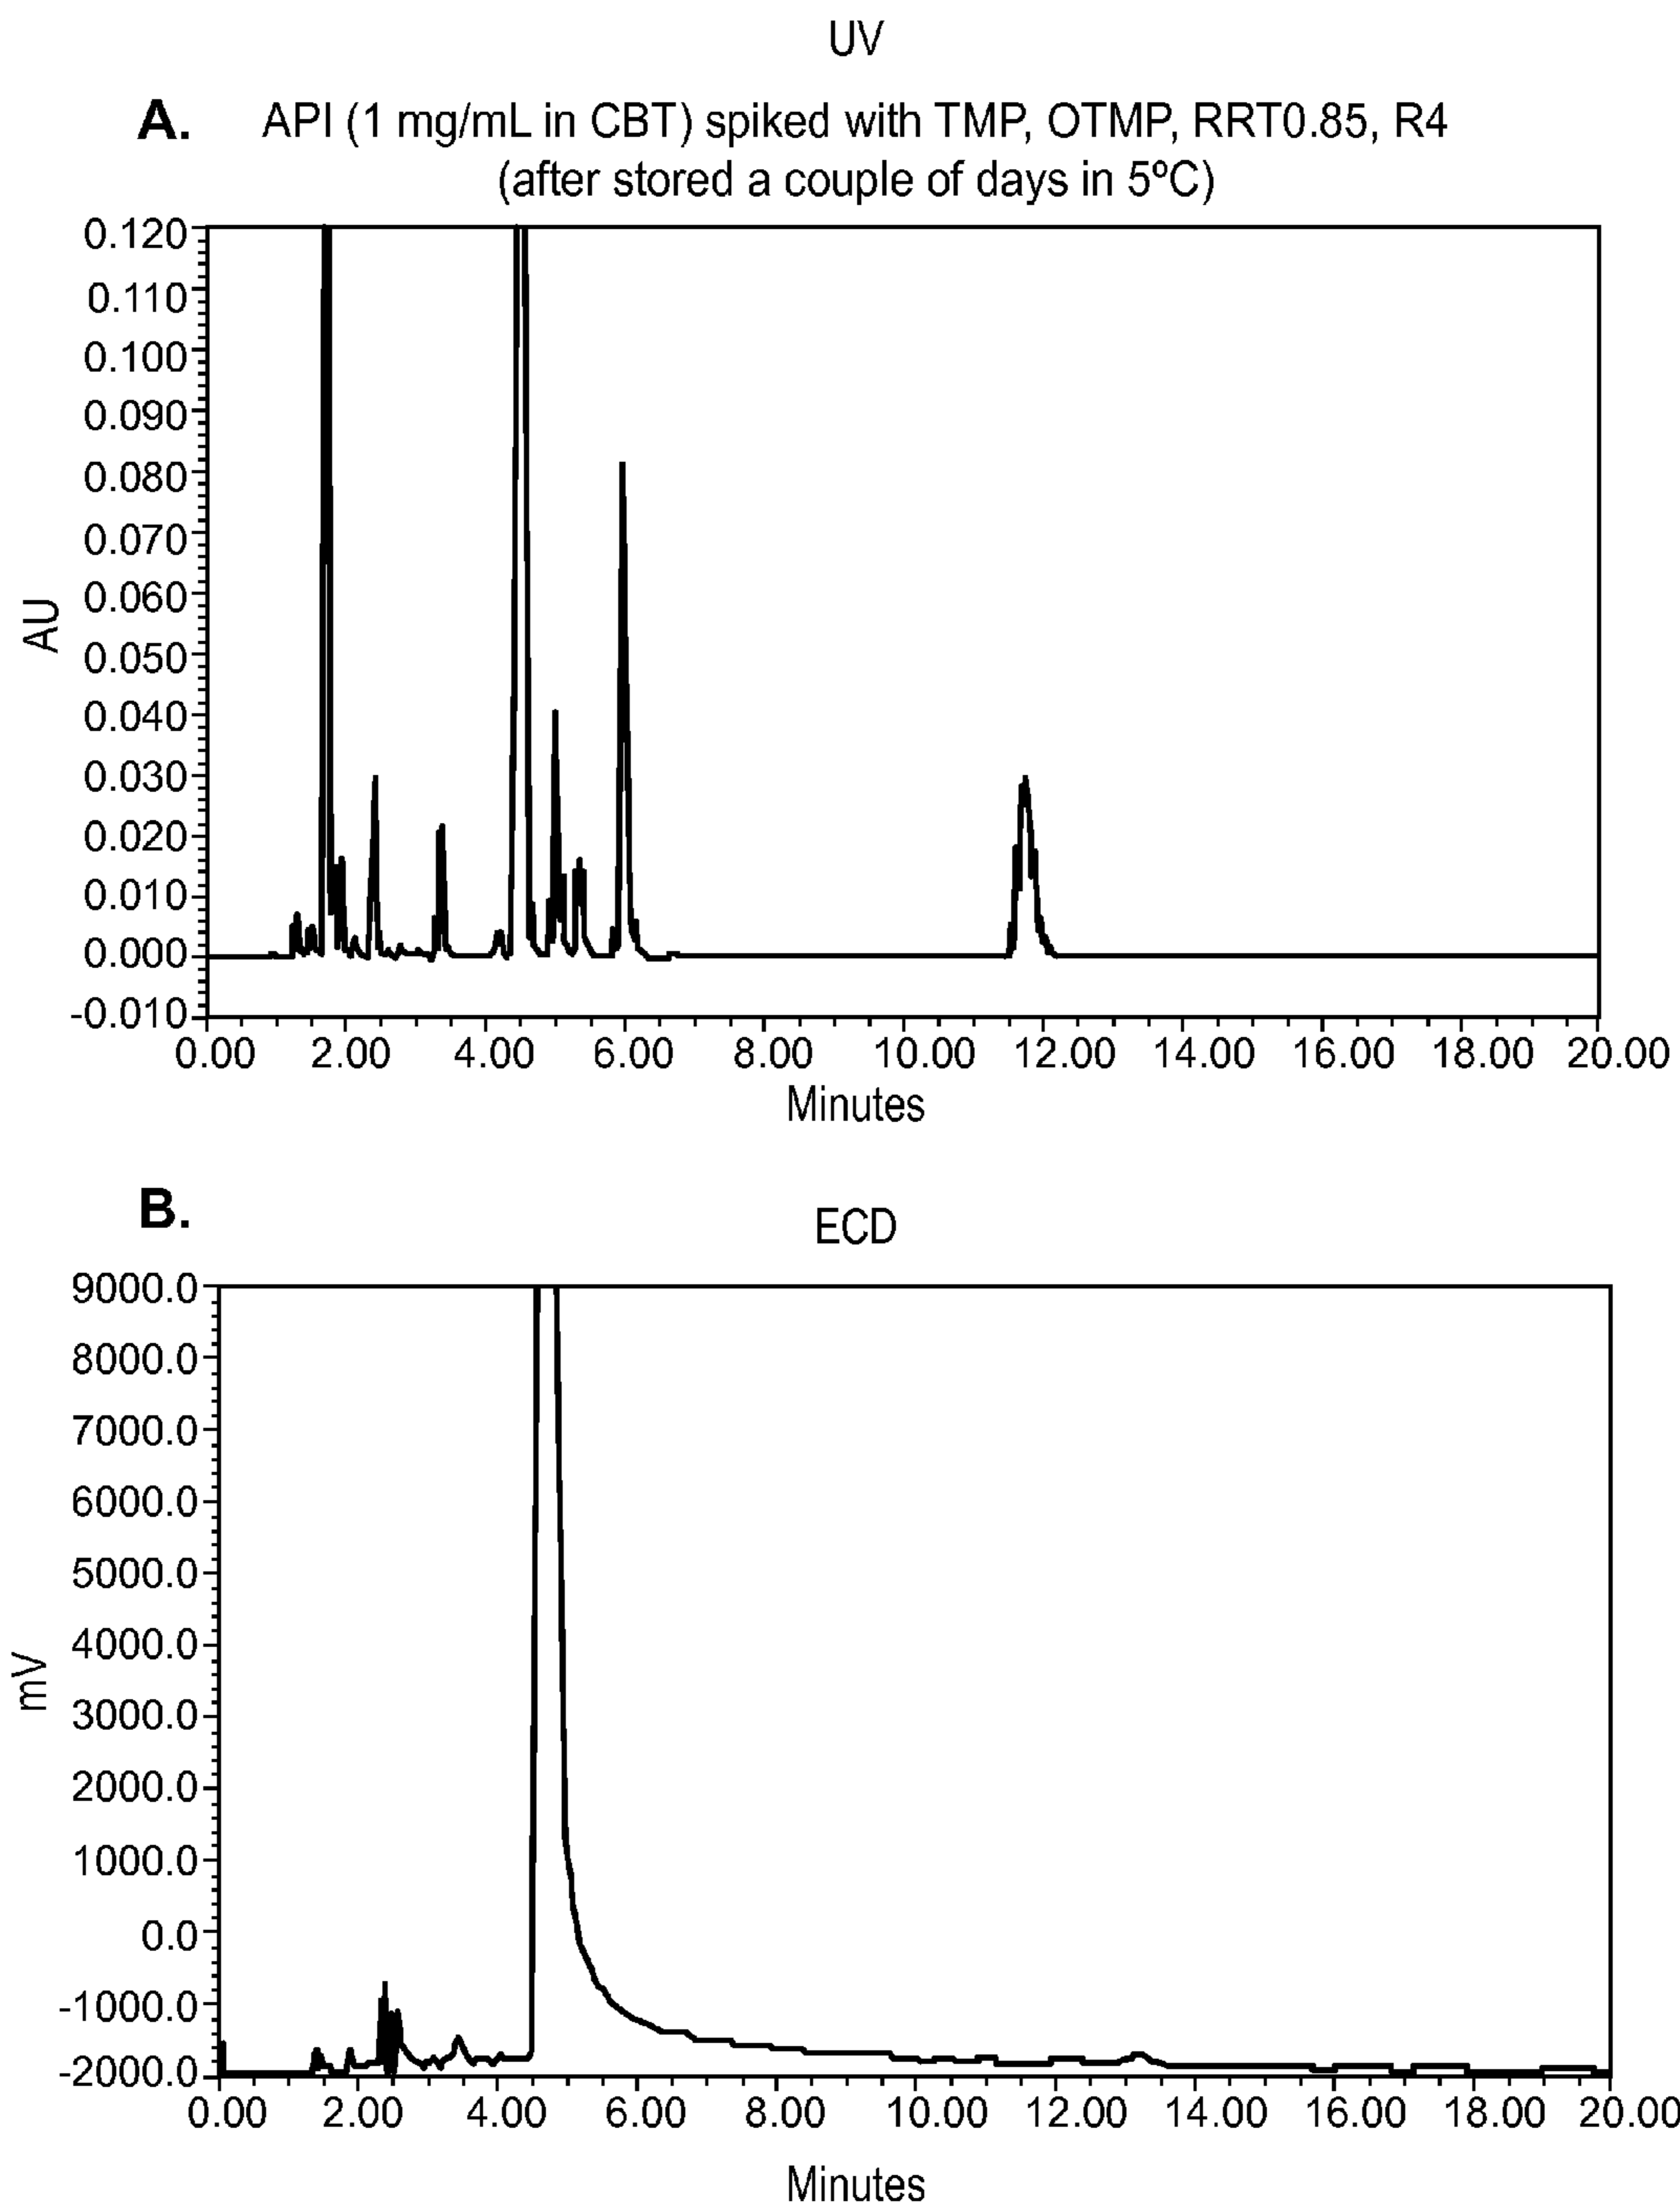 UV
A. API (1 mg/mL in CBT) spiked with TMP, OTMP, RRT0.85, R4
(after stored a couple of days in 5ºC)
0.120
0.110
0.100
0.090
0.080
0.070
0.060
0.050
0.040
0.030
0.020
0.010
0.000
-0.010
AU
0.00 2.00 4.00 6.00 8.00 10.00 12.00 14.00 16.00 18.00 20.00
Minutes
B. ECD
9000.0
8000.0
7000.0
6000.0
5000.0
4000.0
3000.0
2000.0
1000.0
0.0
-1000.0
-2000.0
mV
0.00 2.00 4.00 6.00 8.00 10.00 12.00 14.00 16.00 18.00 20.00
Minutes